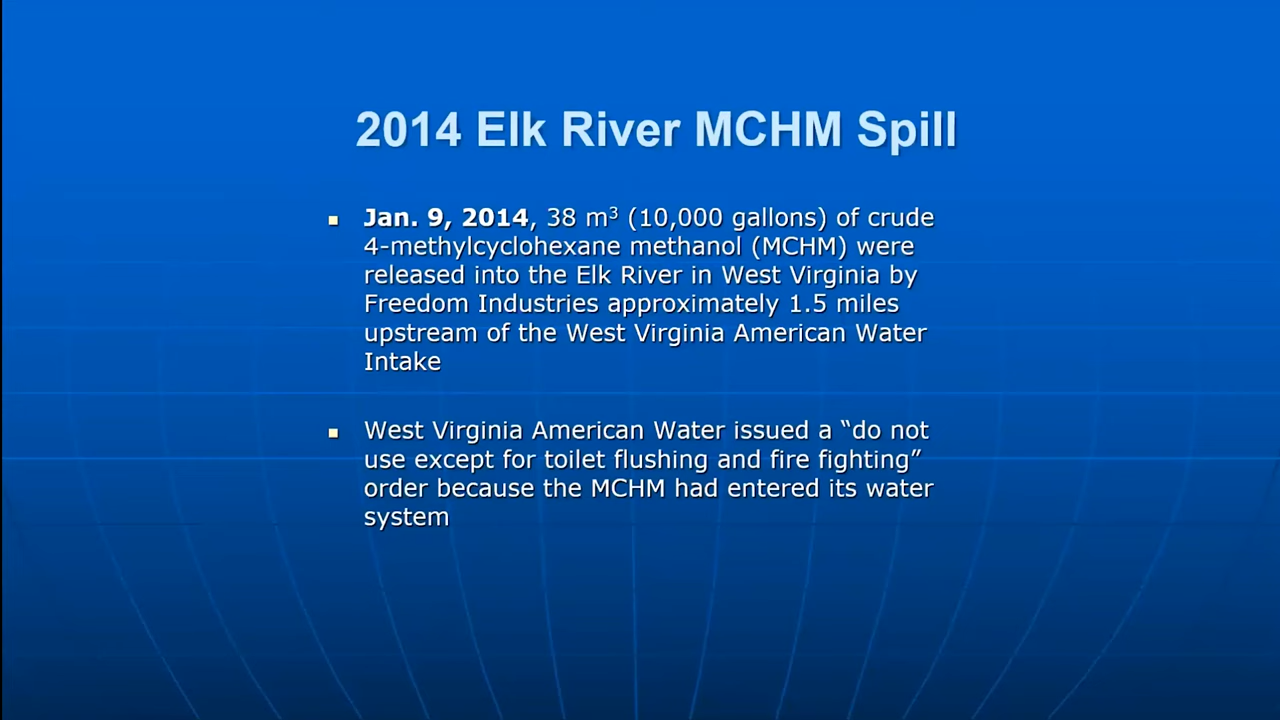 2014 Elk River MCHM Spill
Jan. 9, 2014, 38 m³ (10,000 gallons) of crude
4-methylcyclohexane methanol (MCHM) were
released into the Elk River in West Virginia by
Freedom Industries approximately 1.5 miles
upstream of the West Virginia American Water
Intake
West Virginia American Water issued a “do not
use except for toilet flushing and fire fighting”
order because the MCHM had entered its water
system